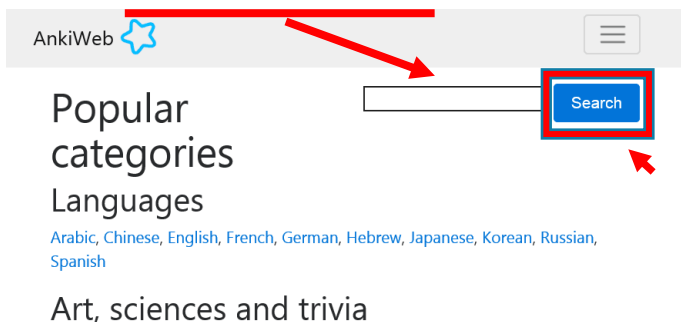 AnkiWeb
Search
Popular
categories
Languages
Arabic, Chinese, English, French, German, Hebrew, Japanese, Korean, Russian,
Spanish
Art, sciences and trivia